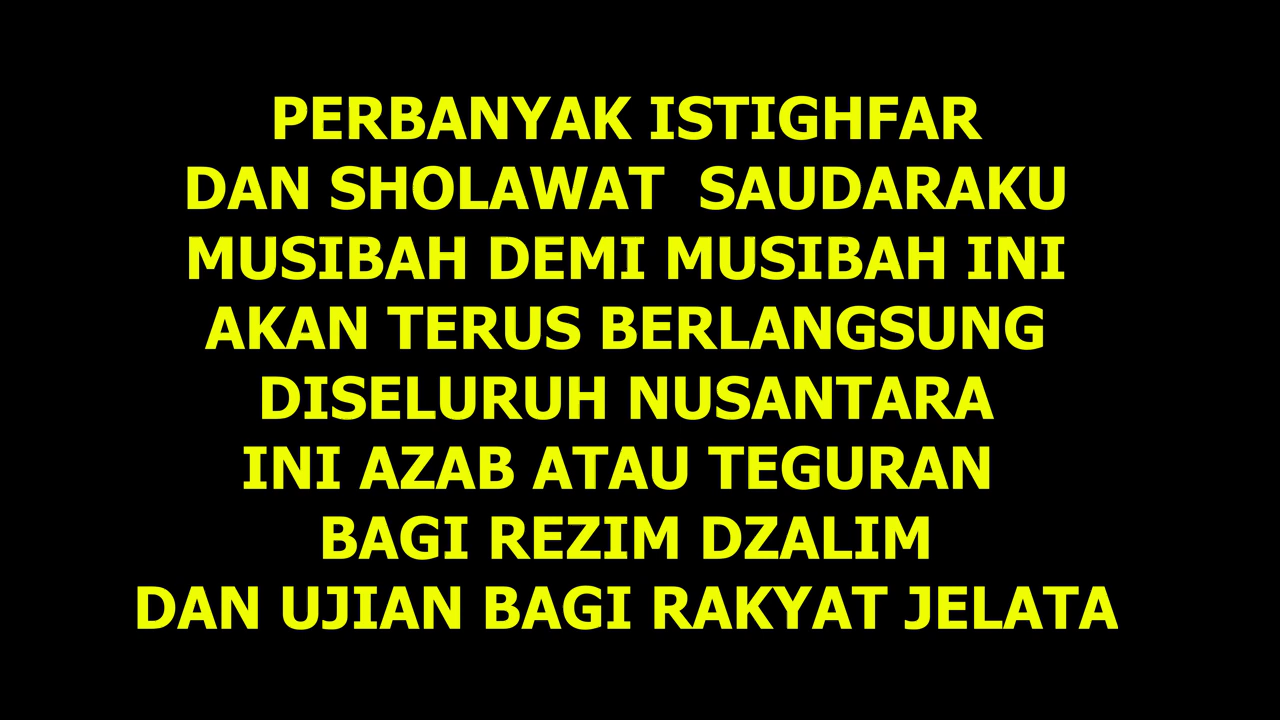 PERBANYAK ISTIGHFAR
DAN SHOLAWAT  SAUDARAKU
MUSIBAH DEMI MUSIBAH INI
AKAN TERUS BERLANGSUNG
DISELURUH NUSANTARA
INI AZAB ATAU TEGURAN
BAGI REZIM DZALIM
DAN UJIAN BAGI RAKYAT JELATA